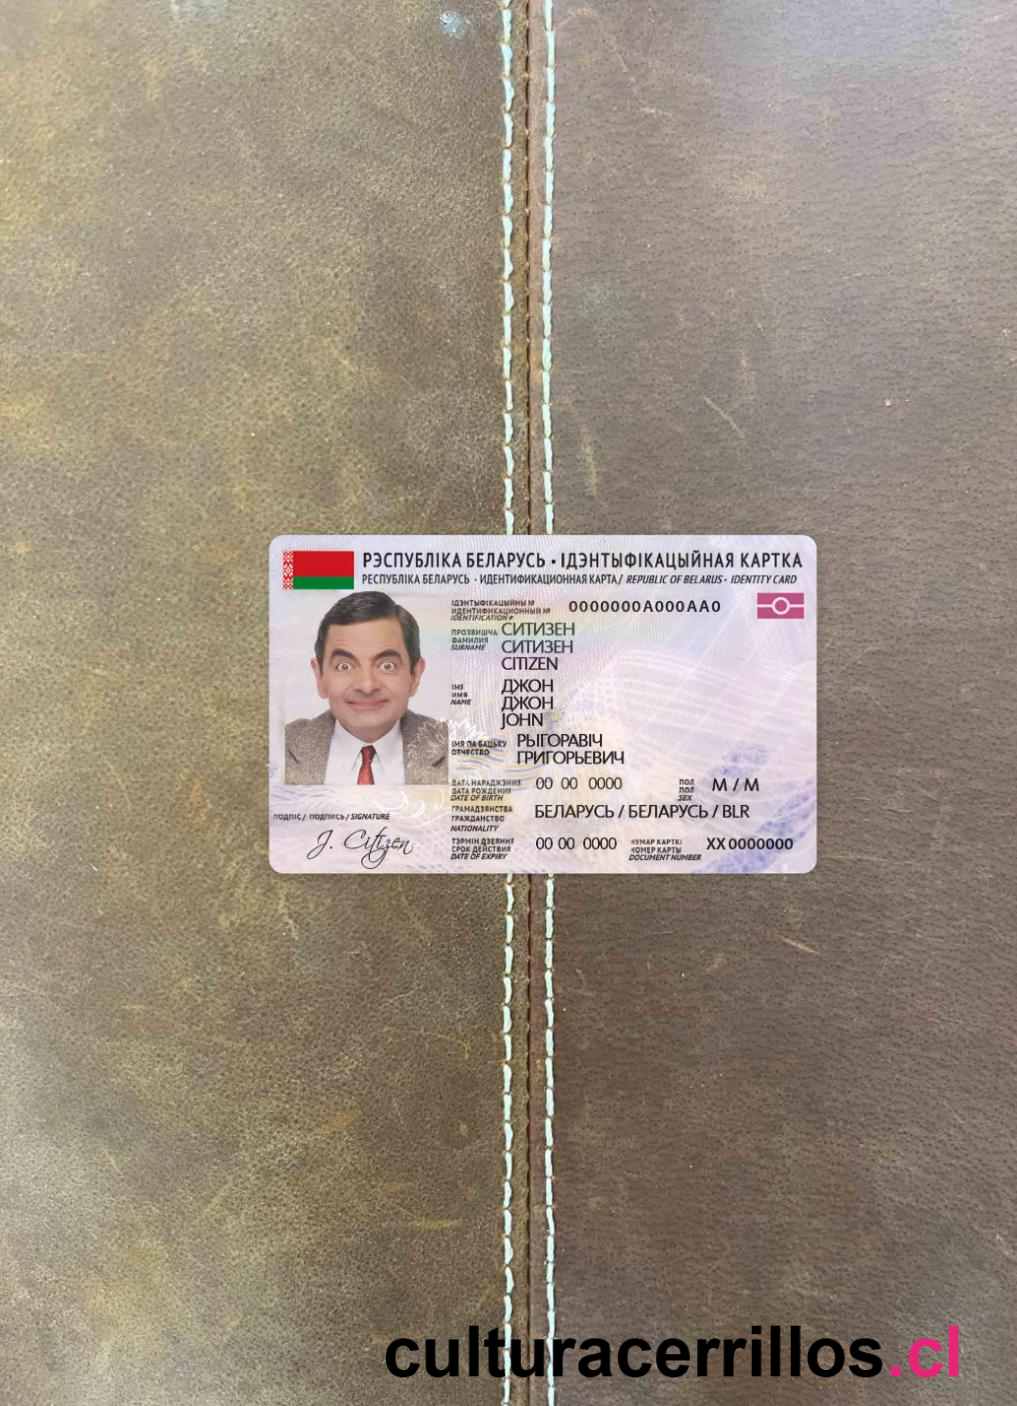 РЭСПУБЛІКА БЕЛАРУСЬ • ІДЭНТЫФІКАЦЫЙНАЯ КАРТКА
РЕСПУБЛІКА БЕЛАРУСЬ • ИДЕНТИФИКАЦИОННАЯ КАРТА / REPUBLIC OF BELARUS • IDENTITY CARD
ІДЭНТЫФІКАЦЫЙНЫ №
ИДЕНТИФИКАЦИОННЫЙ №
IDENTIFICATION #
0000000A000AA0
ПРОЗВИШЧА
ФАМИЛИЯ
SURNAME
СИТИЗЕН
СИТИЗЕН
CITIZEN
ІМЯ
ИМЯ
NAME
ДЖОН
ДЖОН
JOHN
ІМЯ ПА БАЦЬКУ
ОТЧЕСТВО
РЫГОРАВІЧ
ГРИГОРЬЕВИЧ
ДАТА НАРАДЖЭННЯ
ДАТА РОЖДЕНИЯ
DATE OF BIRTH
00 00 0000
ПОЛ
ПОЛ
SEX
М / M
ГРАМАДЗЯНСТВА
ГРАЖДАНСТВО
NATIONALITY
БЕЛАРУСЬ / БЕЛАРУСЬ / BLR
ПОДПІС / ПОДПИСЬ / SIGNATURE
J. Citizen
ТЭРМІН ДЗЕЯННЯ
СРОК ДЕЙСТВИЯ
DATE OF EXPIRY
00 00 0000
НУМАР КАРТКІ
НОМЕР КАРТЫ
DOCUMENT NUMBER
XX 0000000
culturacerrillos.cl